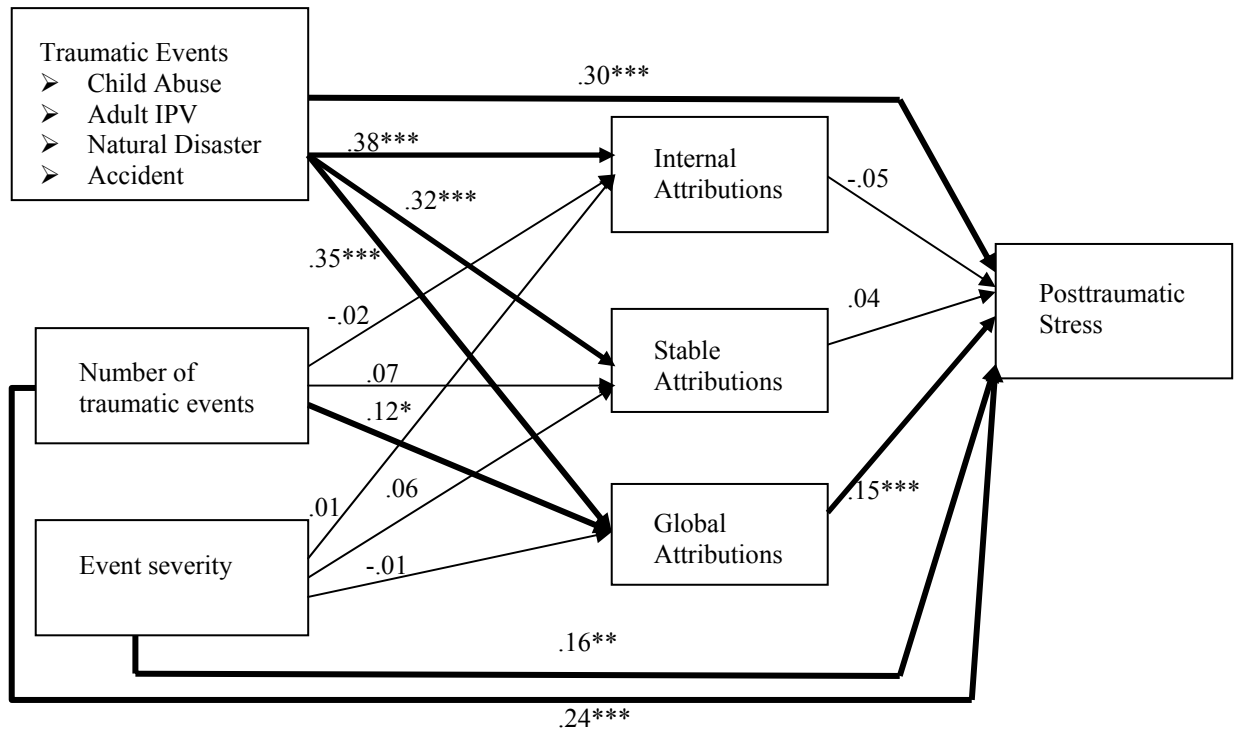 Traumatic Events
➢ Child Abuse
➢ Adult IPV
➢ Natural Disaster
➢ Accident
.30***
.38***
Internal
Attributions
-.05
.32***
.35***
Posttraumatic
Stress
-.02
.04
Number of
traumatic events
.07
Stable
Attributions
.12*
.06
.01
.15***
Global
Attributions
Event severity
-.01
.16**
.24***